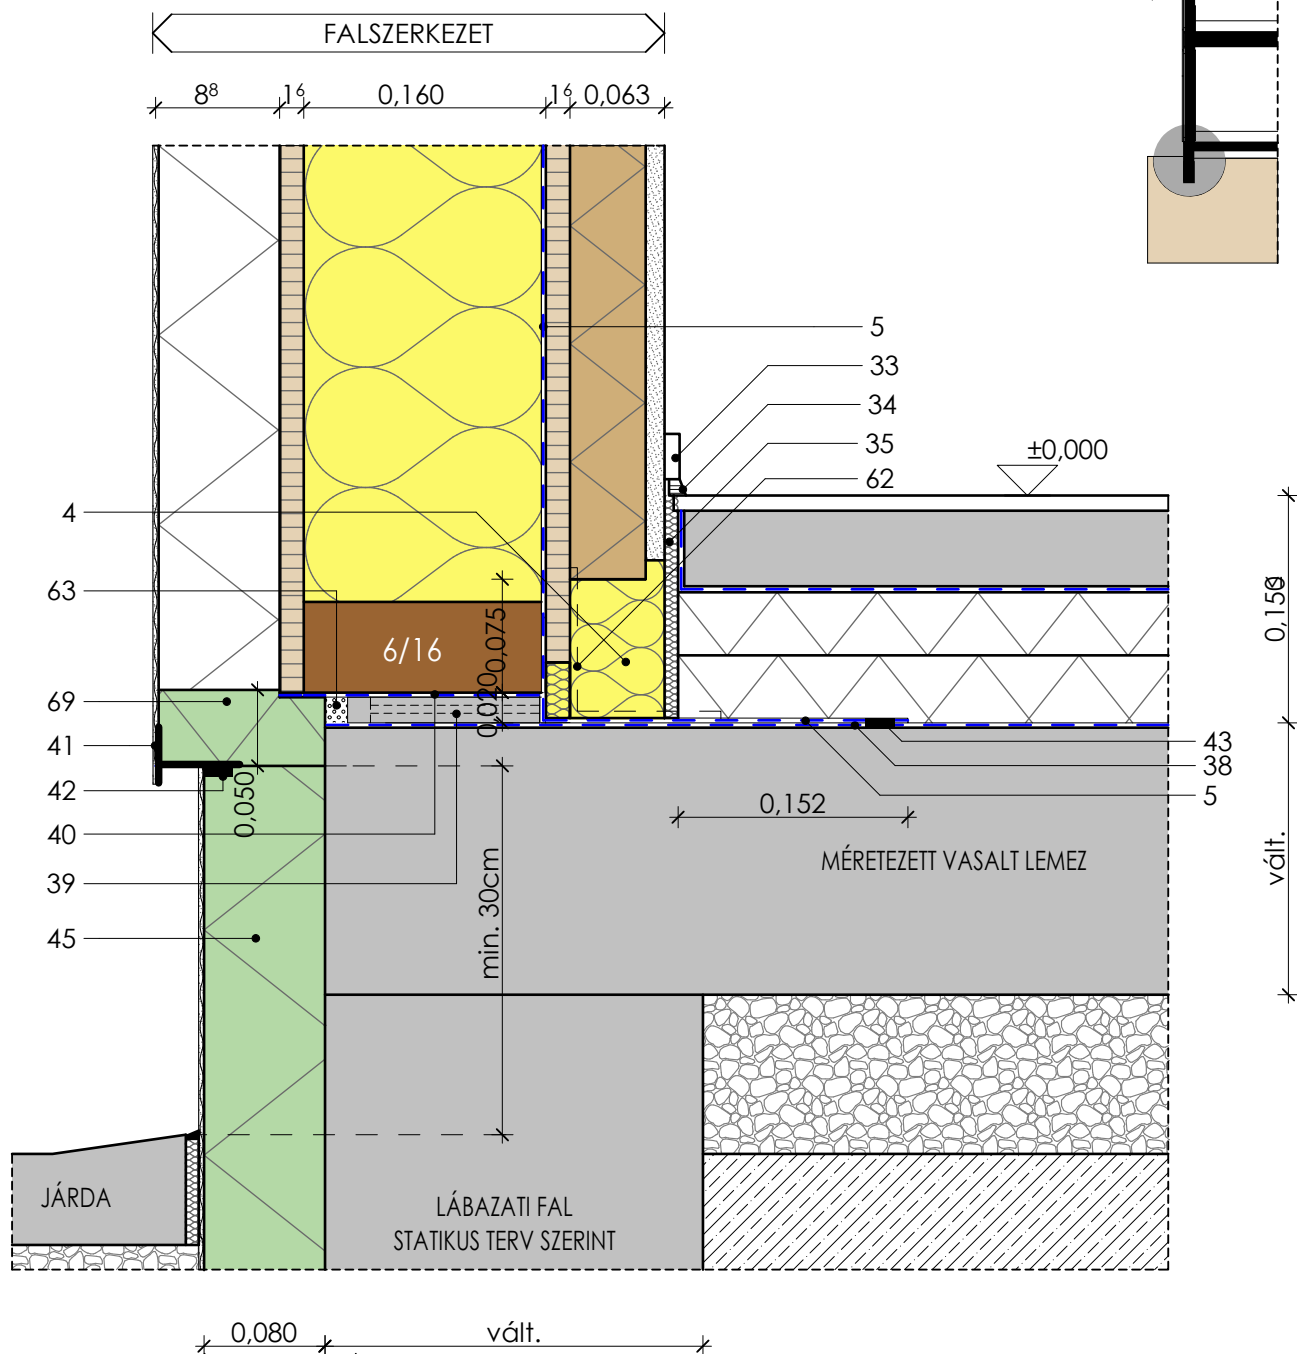 FALSZERKEZET
8⁸ 1⁶ 0,160 1⁶ 0,063
5
33
34
35
62
±0,000
4
63
6/16
0,075
0,020
0,150
69
41
42
0,050
40
39
45
43
38
5
0,152
MÉRETEZETT VASALT LEMEZ
vált.
min. 30cm
JÁRDA
LÁBAZATI FAL
STATIKUS TERV SZERINT
0,080 vált.